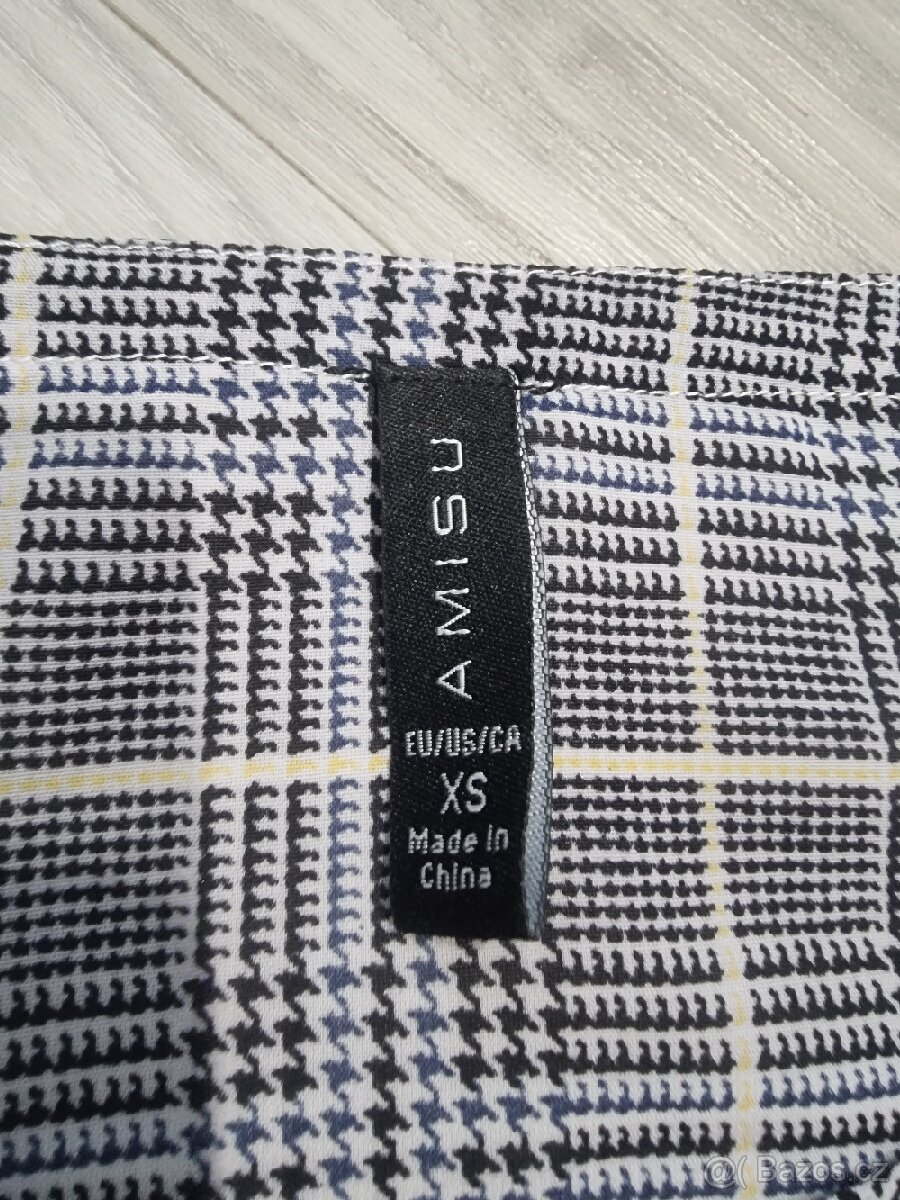 AMISU
EU/US/CA
XS
Made in
China
@( Bazos.cz